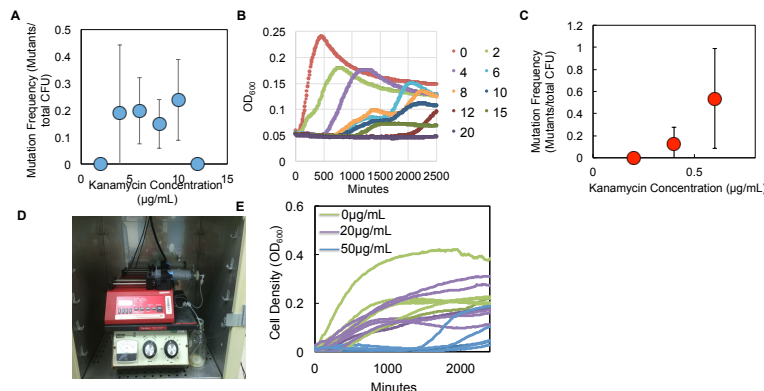 A
Mutation Frequency (Mutants/
total CFU)
0.5
0.4
0.3
0.2
0.1
0
0 5 10 15
Kanamycin Concentration
(µg/mL)
B
OD600
0.25
0.20
0.15
0.10
0.05
0
0 500 1000 1500 2000 2500
Minutes
0 2
4 6
8 10
12 15
20
C
Mutation Frequency
(Mutants/total CFU)
1.2
1
0.8
0.6
0.4
0.2
0
0.5
Kanamycin Concentration (µg/mL)
D
E
Cell Density (OD600)
0.6
0.4
0.2
0.0
0µg/mL
20µg/mL
50µg/mL
0 1000 2000
Minutes